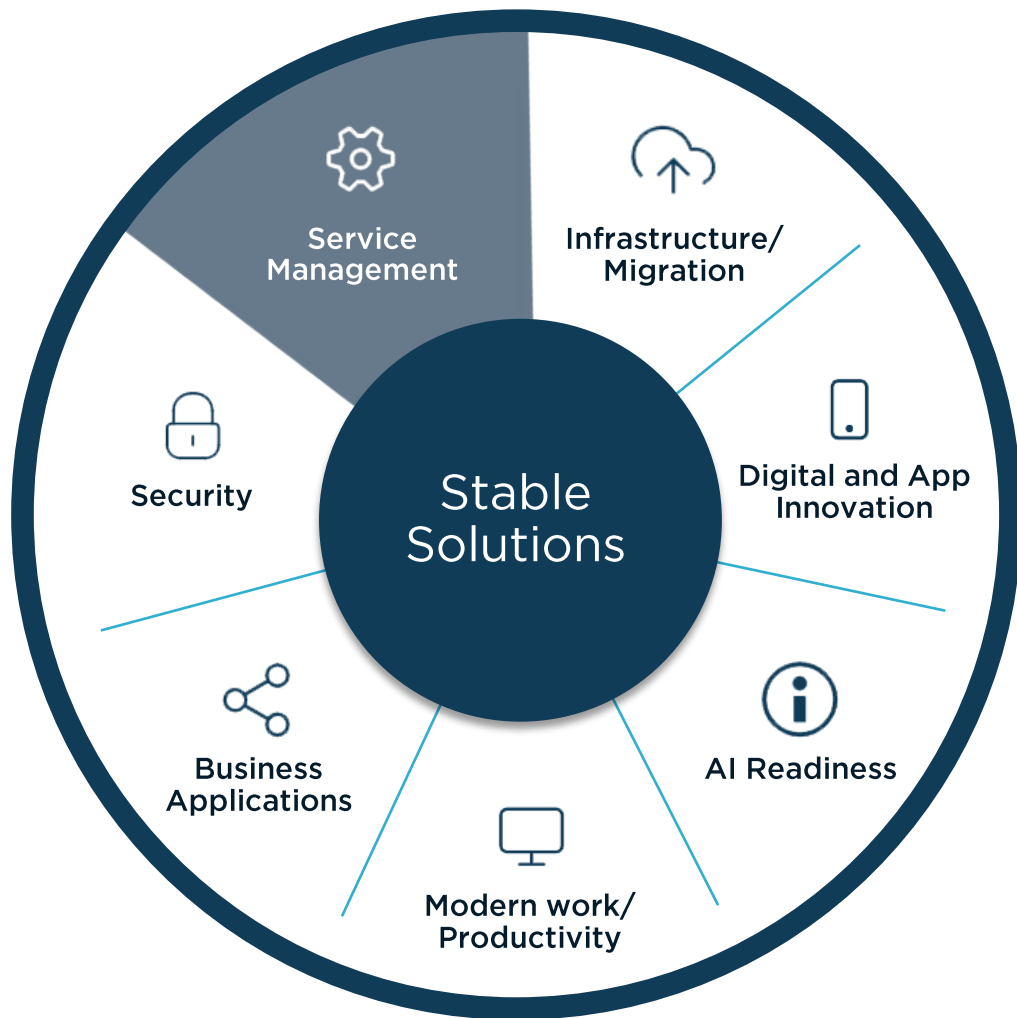 Service
Management
Infrastructure/
Migration
Digital and App
Innovation
AI Readiness
Modern work/
Productivity
Business
Applications
Security
Stable
Solutions